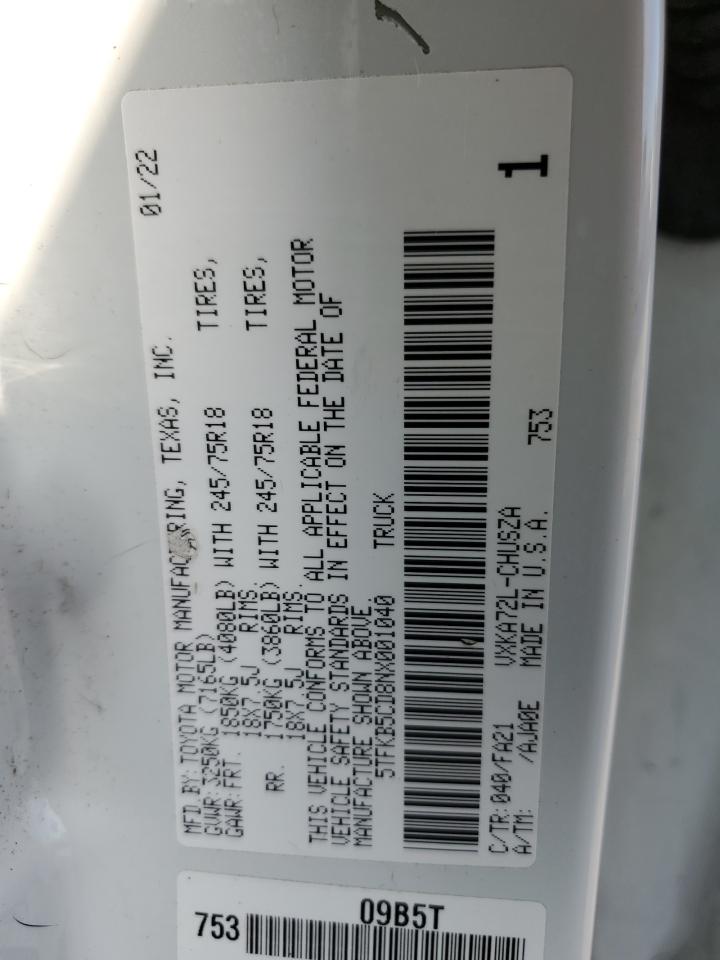 MFD BY: TOYOTA MOTOR MANUFACTURING, TEXAS, INC. 01/22
GVWR: 3250KG (7165LB)
GAWR: FRT. 1850KG (4080LB) WITH 245/75R18 TIRES,
18X7.5J RIMS.
RR. 1750KG (3860LB) WITH 245/75R18 TIRES,
18X7.5J RIMS.
THIS VEHICLE CONFORMS TO ALL APPLICABLE FEDERAL MOTOR
VEHICLE SAFETY STANDARDS IN EFFECT ON THE DATE OF
MANUFACTURE SHOWN ABOVE.
5TFKB5CD8NX001040 TRUCK
C/TR: 040/FA21 VXKA72L-CHUSZA 753 1
A/TM: /AJA0E MADE IN U.S.A.
09B5T
753